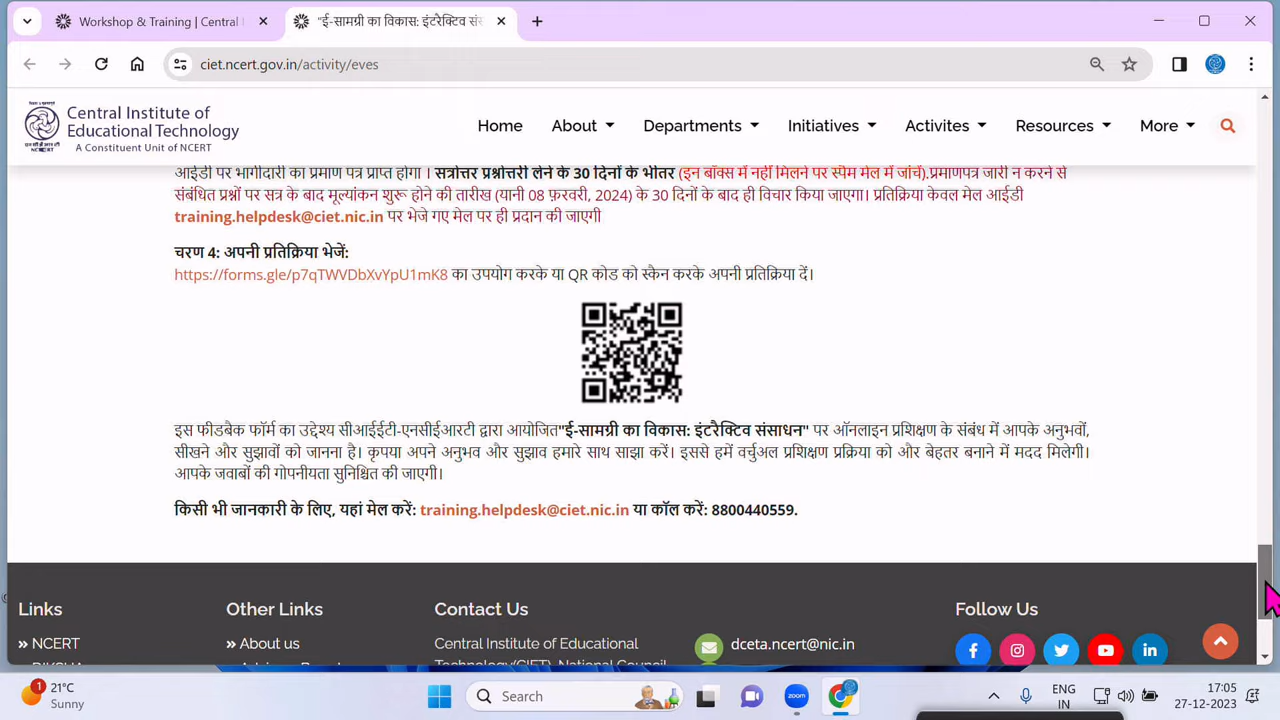 Workshop & Training | Central
"ई-सामग्री का विकास: इंटरैक्टिव संस
ciet.ncert.gov.in/activity/eves
Central Institute of
Educational Technology
A Constituent Unit of NCERT
Home About Departments Initiatives Activites Resources More
आईडी पर भागीदारी का प्रमाण पत्र प्राप्त होगा । सत्रोत्तर प्रश्नोत्तरी लेने के 30 दिनों के भीतर (इन बॉक्स में नहीं मिलने पर स्पैम मेल में जांचें).प्रमाणपत्र जारी न करने से
संबंधित प्रश्नों पर सत्र के बाद मूल्यांकन शुरू होने की तारीख (यानी 08 फ़रवरी, 2024) के 30 दिनों के बाद ही विचार किया जाएगा। प्रतिक्रिया केवल मेल आईडी
training.helpdesk@ciet.nic.in पर भेजे गए मेल पर ही प्रदान की जाएगी
चरण 4: अपनी प्रतिक्रिया भेजें:
https://forms.gle/p7qTWVDbXvYpU1mK8 का उपयोग करके या QR कोड को स्कैन करके अपनी प्रतिक्रिया दें।
इस फीडबैक फॉर्म का उद्देश्य सीआईईटी-एनसीईआरटी द्वारा आयोजित"ई-सामग्री का विकास: इंटरैक्टिव संसाधन" पर ऑनलाइन प्रशिक्षण के संबंध में आपके अनुभवों,
सीखने और सुझावों को जानना है। कृपया अपने अनुभव और सुझाव हमारे साथ साझा करें। इससे हमें वर्चुअल प्रशिक्षण प्रक्रिया को और बेहतर बनाने में मदद मिलेगी।
आपके जवाबों की गोपनीयता सुनिश्चित की जाएगी।
किसी भी जानकारी के लिए, यहां मेल करें: training.helpdesk@ciet.nic.in या कॉल करें: 8800440559.
Links Other Links Contact Us Follow Us
» NCERT » About us Central Institute of Educational dceta.ncert@nic.in
Technology(CIET), National Council
1 21°C
Sunny
Search
ENG
IN
17:05
27-12-2023